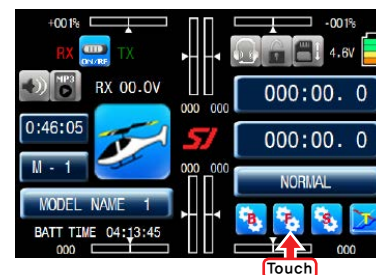 +001% -001%
RX ON/RF TX 4.6V
MP3 RX 00.0V
000 000 000:00. 0
0:46:05 SJ 000:00. 0
M - 1 000 000 NORMAL
MODEL NAME 1 B F S T
BATT TIME 04:13:45
000 000
Touch